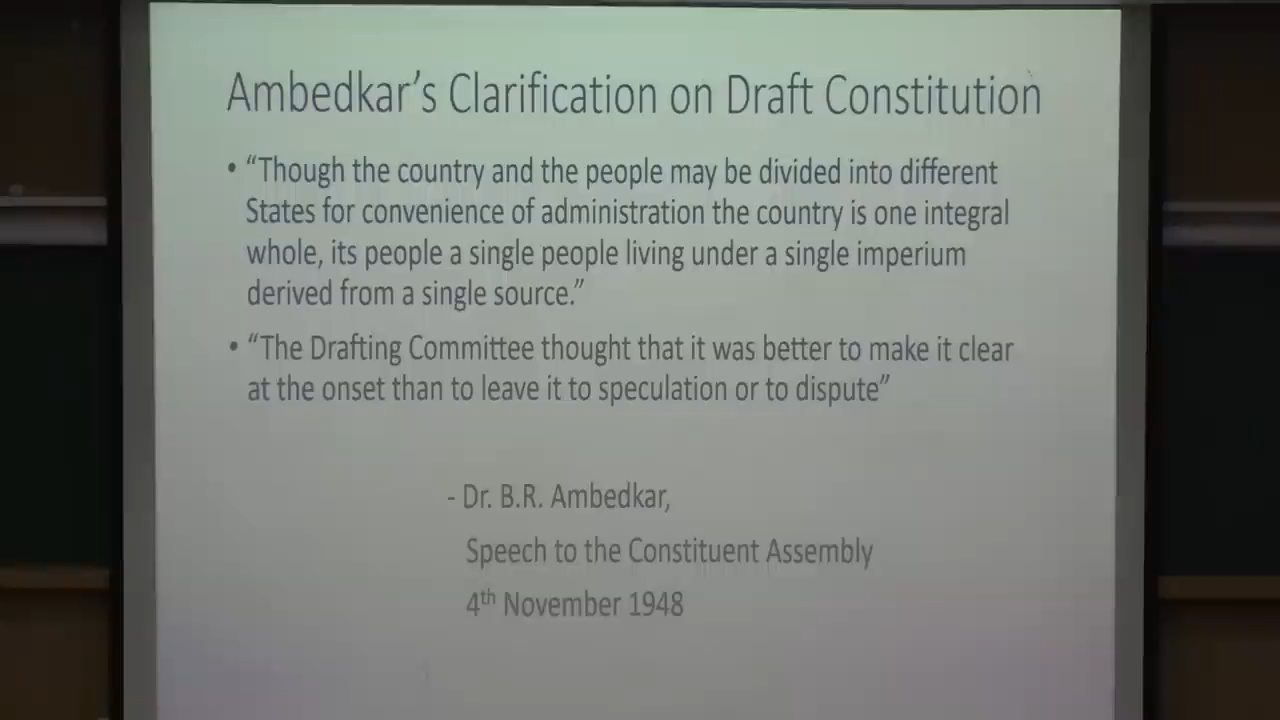 Ambedkar's Clarification on Draft Constitution
• “Though the country and the people may be divided into different
States for convenience of administration the country is one integral
whole, its people a single people living under a single imperium
derived from a single source.”
• “The Drafting Committee thought that it was better to make it clear
at the onset than to leave it to speculation or to dispute”
- Dr. B.R. Ambedkar,
Speech to the Constituent Assembly
4th November 1948